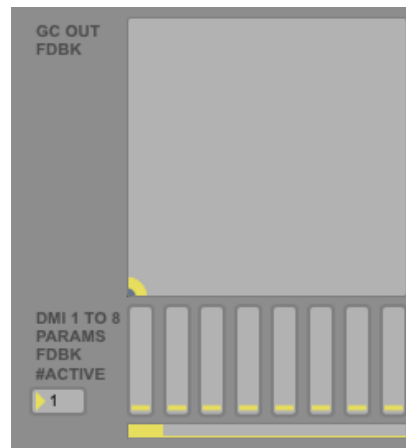 GC OUT
FDBK
DMI 1 TO 8
PARAMS
FDBK
#ACTIVE
1